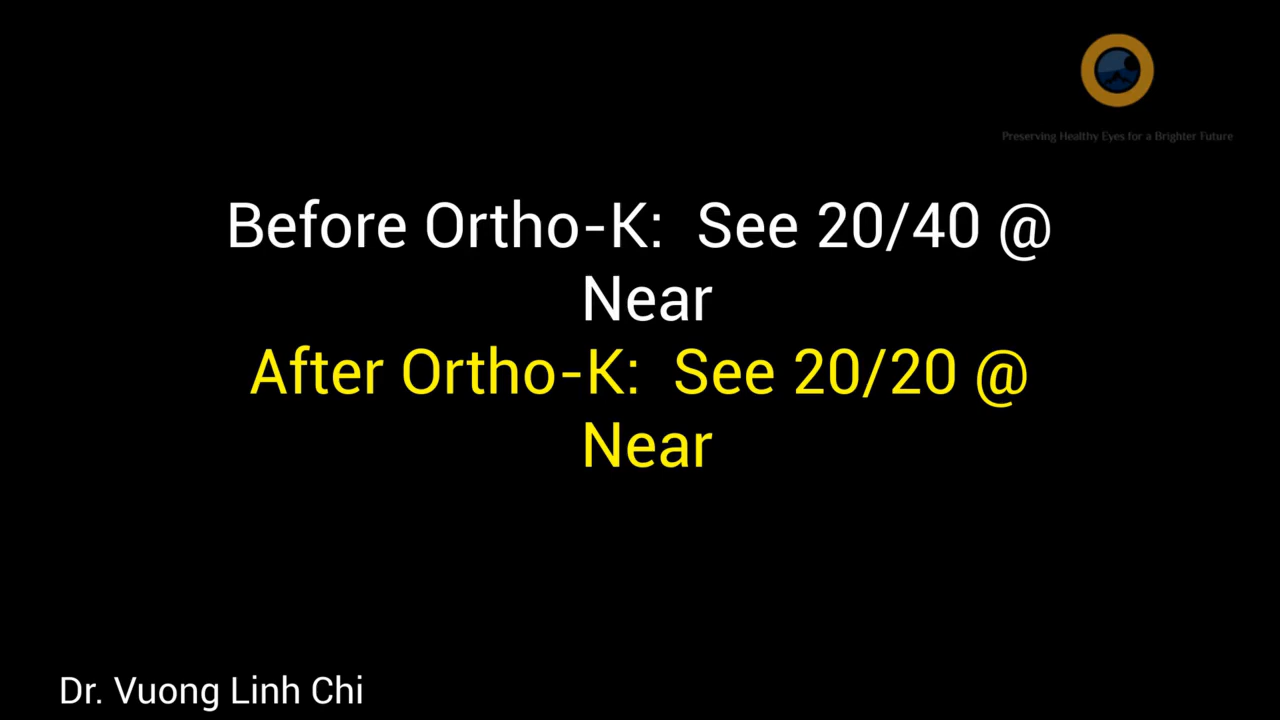 Preserving Healthy Eyes for a Brighter Future
Before Ortho-K:  See 20/40 @
Near
After Ortho-K:  See 20/20 @
Near
Dr. Vuong Linh Chi